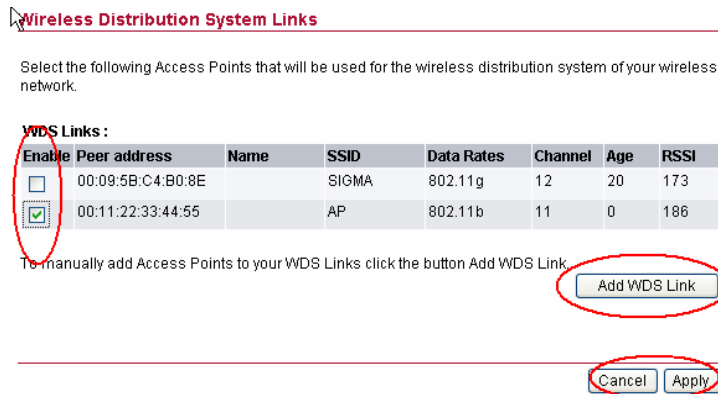 Wireless Distribution System Links
Select the following Access Points that will be used for the wireless distribution system of your wireless
network.
WDS Links :
Enable Peer address Name SSID Data Rates Channel Age RSSI
00:09:5B:C4:B0:8E SIGMA 802.11g 12 20 173
00:11:22:33:44:55 AP 802.11b 11 0 186
To manually add Access Points to your WDS Links click the button Add WDS Link.
Add WDS Link
Cancel Apply